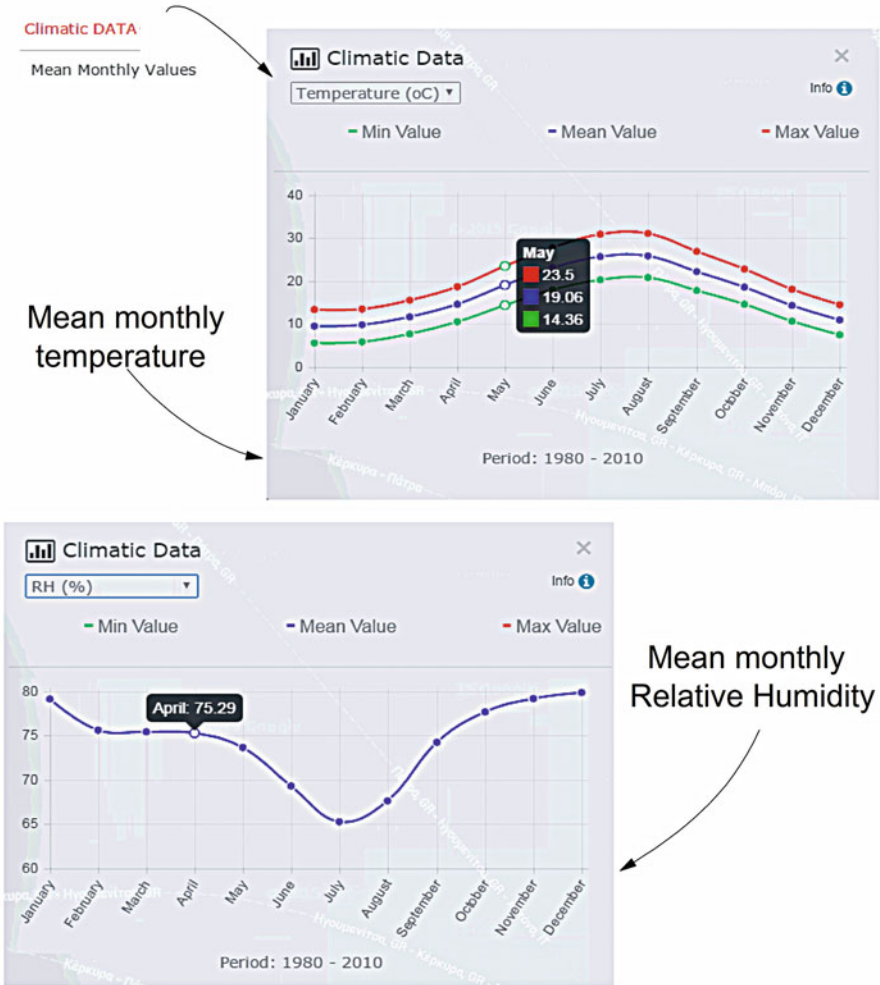 Climatic DATA
Mean Monthly Values
Climatic Data
×
Temperature (oC)
Info
Min Value
Mean Value
Max Value
40
30
20
10
0
May
23.5
19.06
14.36
January
February
March
April
May
June
July
August
September
October
November
December
Period: 1980 - 2010
Mean monthly
temperature
Κέρκυρα - Πάτρα
Climatic Data
×
RH (%)
Info
Min Value
Mean Value
Max Value
80
75
70
65
60
April: 75.29
January
February
March
April
May
June
July
August
September
October
November
December
Period: 1980 - 2010
Mean monthly
Relative Humidity